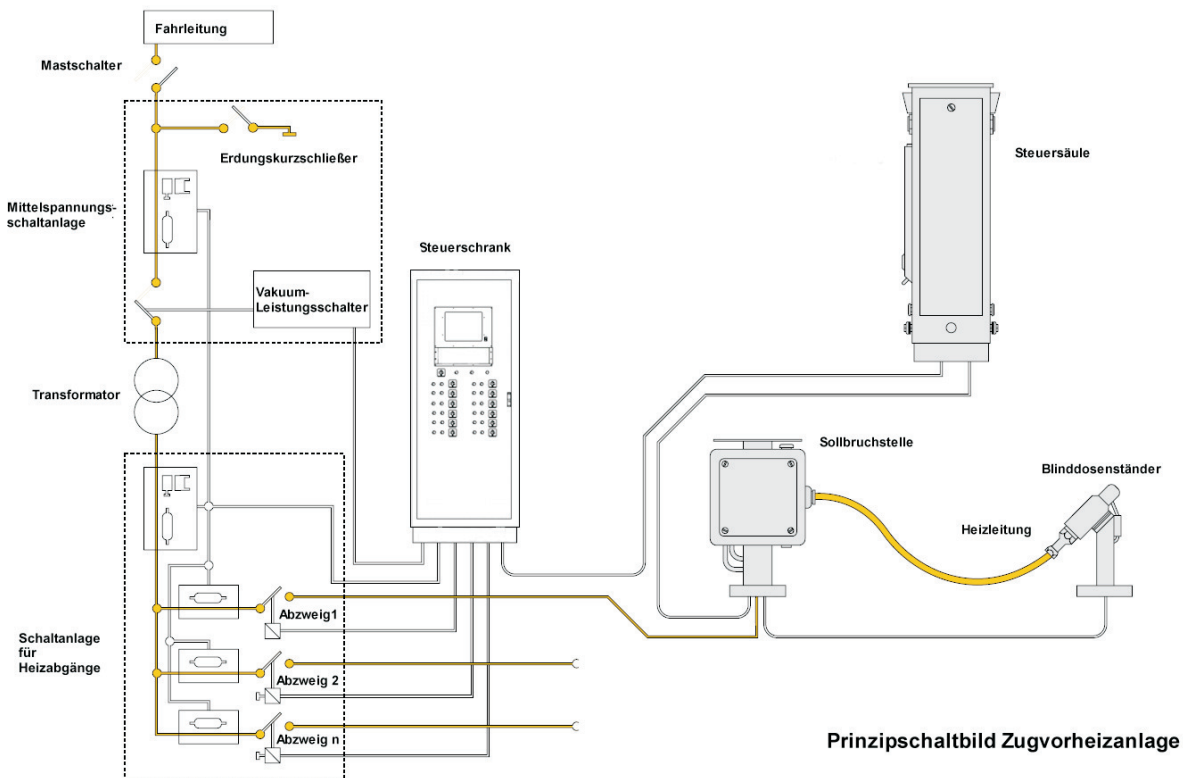 Fahrleitung
Mastschalter
Erdungskurzschließer
Mittelspannungs-
schaltanlage
Steuersäule
Steuerschrank
Vakuum-
Leistungsschalter
Transformator
Sollbruchstelle
Blinddosenständer
Heizleitung
Abzweig1
Schaltanlage
für
Heizabgänge
Abzweig 2
Abzweig n
Prinzipschaltbild Zugvorheizanlage